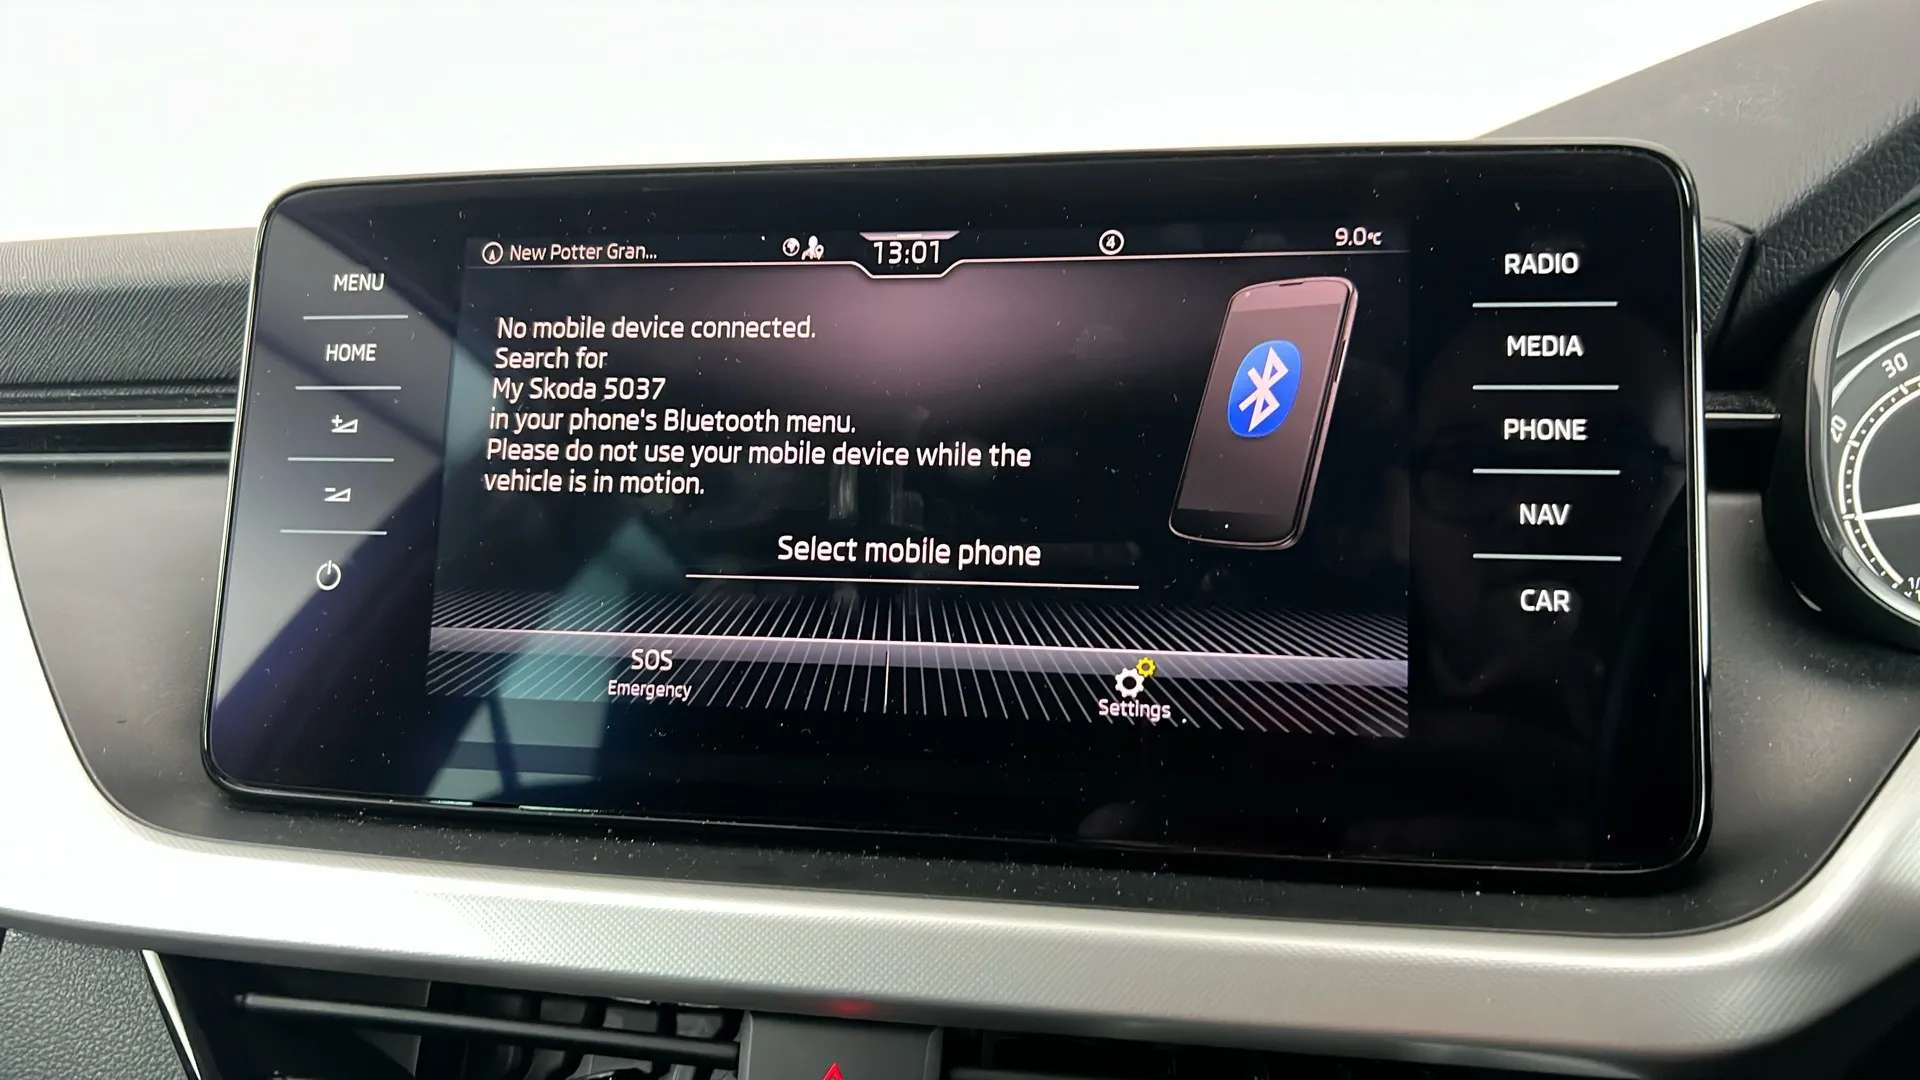 New Potter Gran...
13:01
4
9.0°C
MENU
HOME
No mobile device connected.
Search for
My Skoda 5037
in your phone's Bluetooth menu.
Please do not use your mobile device while the
vehicle is in motion.
Select mobile phone
SOS
Emergency
Settings
RADIO
MEDIA
PHONE
NAV
CAR
30
20